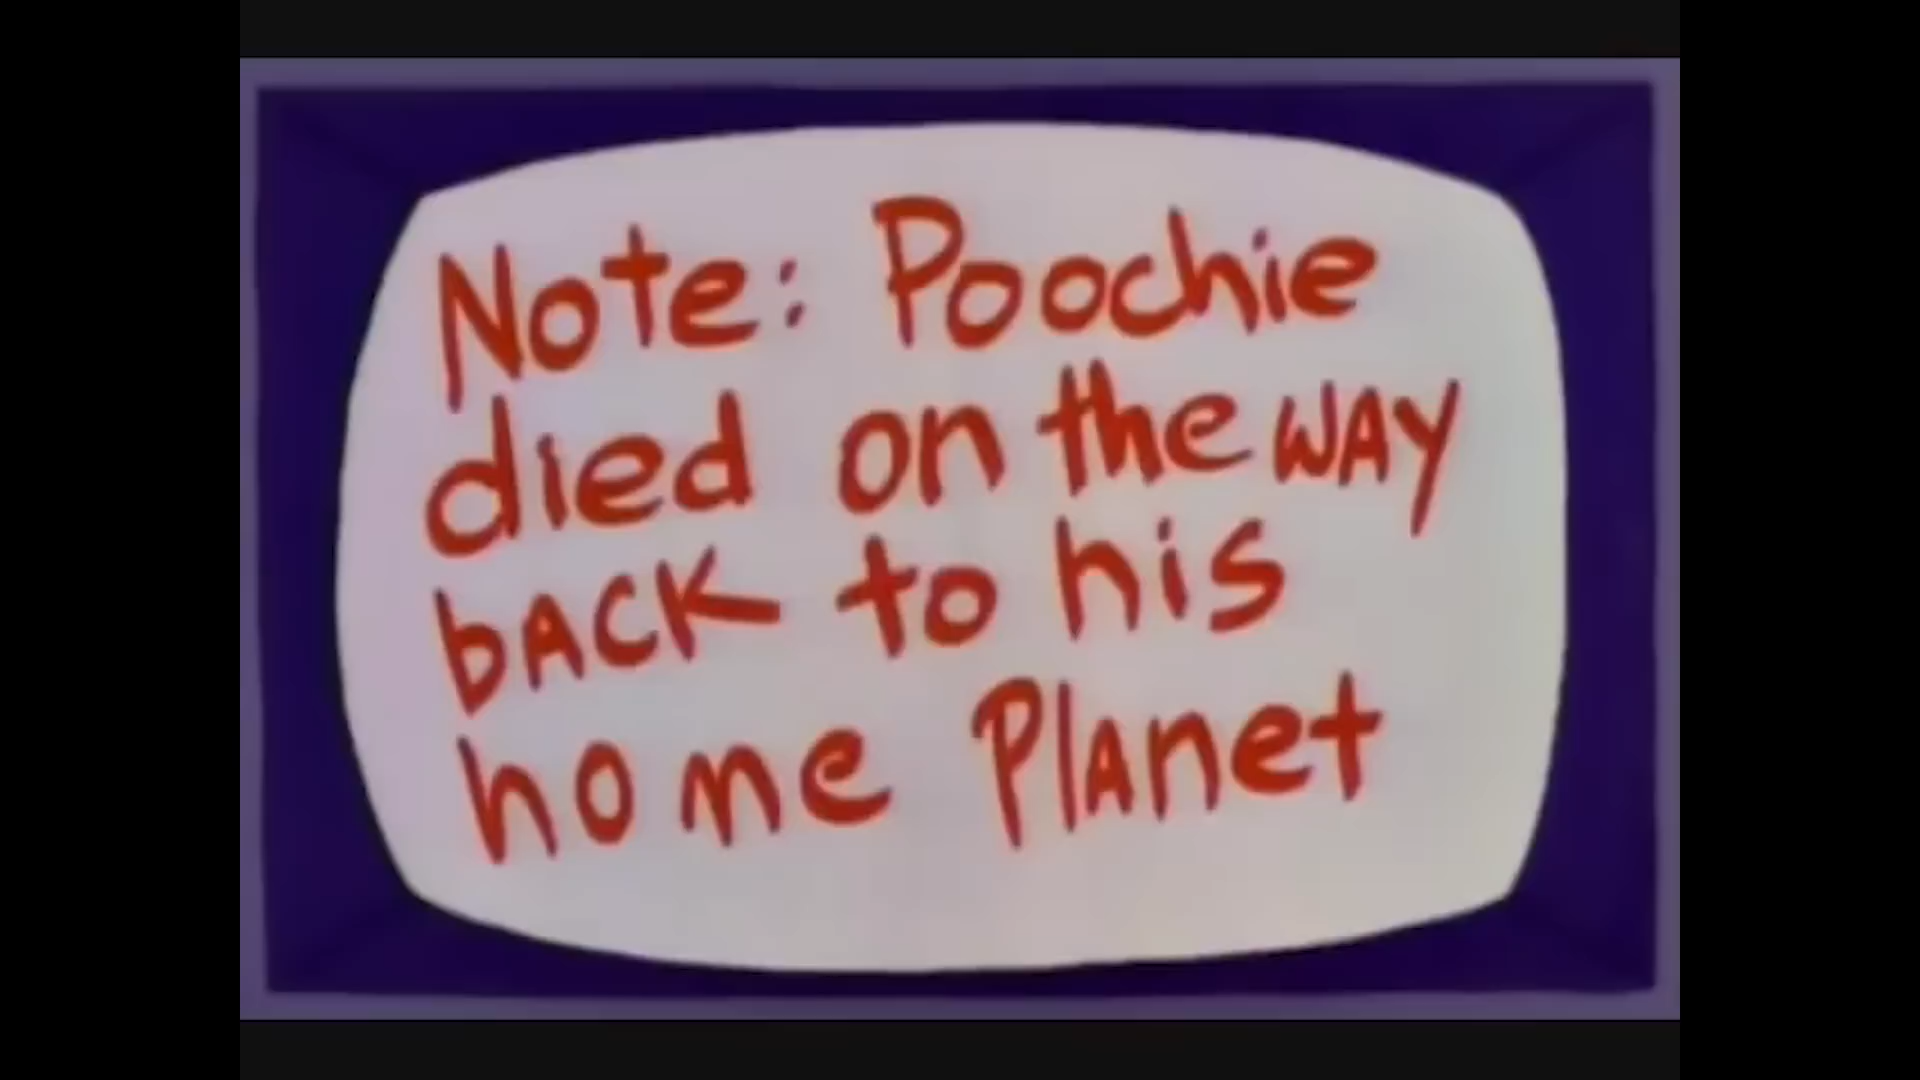 Note: Poochie
died on the WAY
bACK to his
home PlAnet